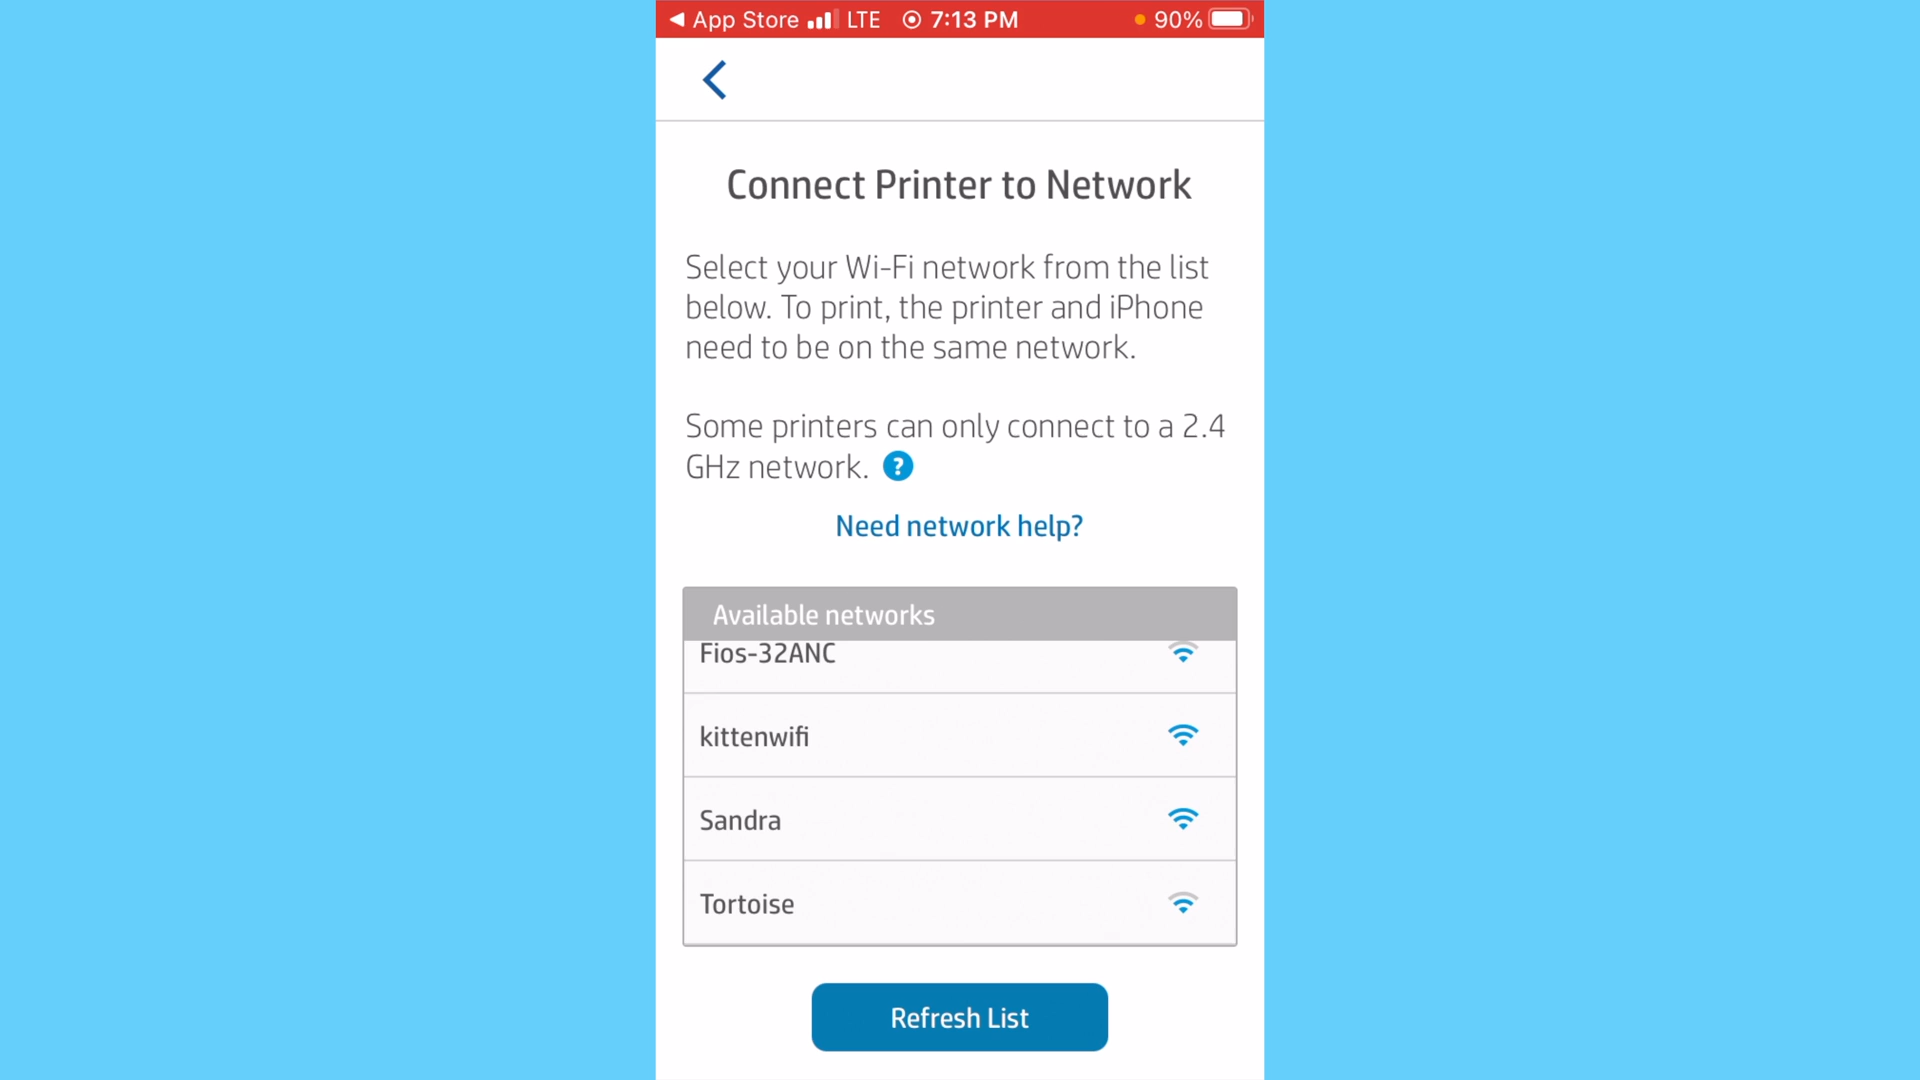 App Store LTE 7:13 PM 90%
Connect Printer to Network
Select your Wi-Fi network from the list
below. To print, the printer and iPhone
need to be on the same network.
Some printers can only connect to a 2.4
GHz network. ?
Need network help?
Available networks
Fios-32ANC
kittenwifi
Sandra
Tortoise
Refresh List